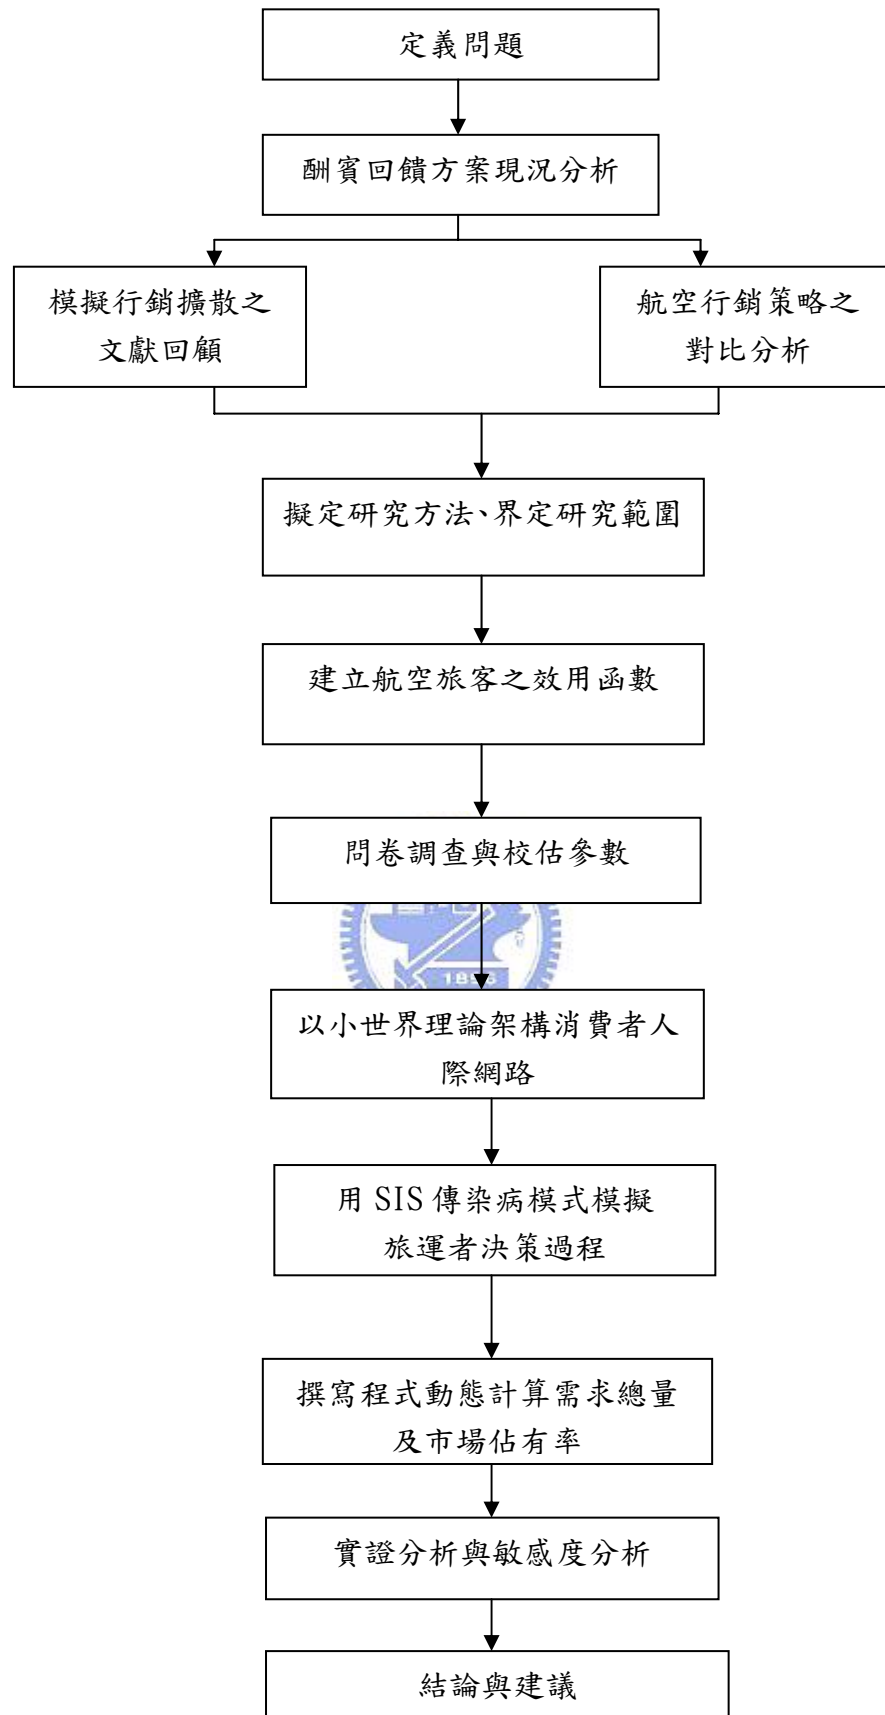 定義問題
酬賓回饋方案現況分析
模擬行銷擴散之
文獻回顧
航空行銷策略之
對比分析
擬定研究方法、界定研究範圍
建立航空旅客之效用函數
問卷調查與校估參數
1896
以小世界理論架構消費者人
際網路
用 SIS 傳染病模式模擬
旅運者決策過程
撰寫程式動態計算需求總量
及市場佔有率
實證分析與敏感度分析
結論與建議